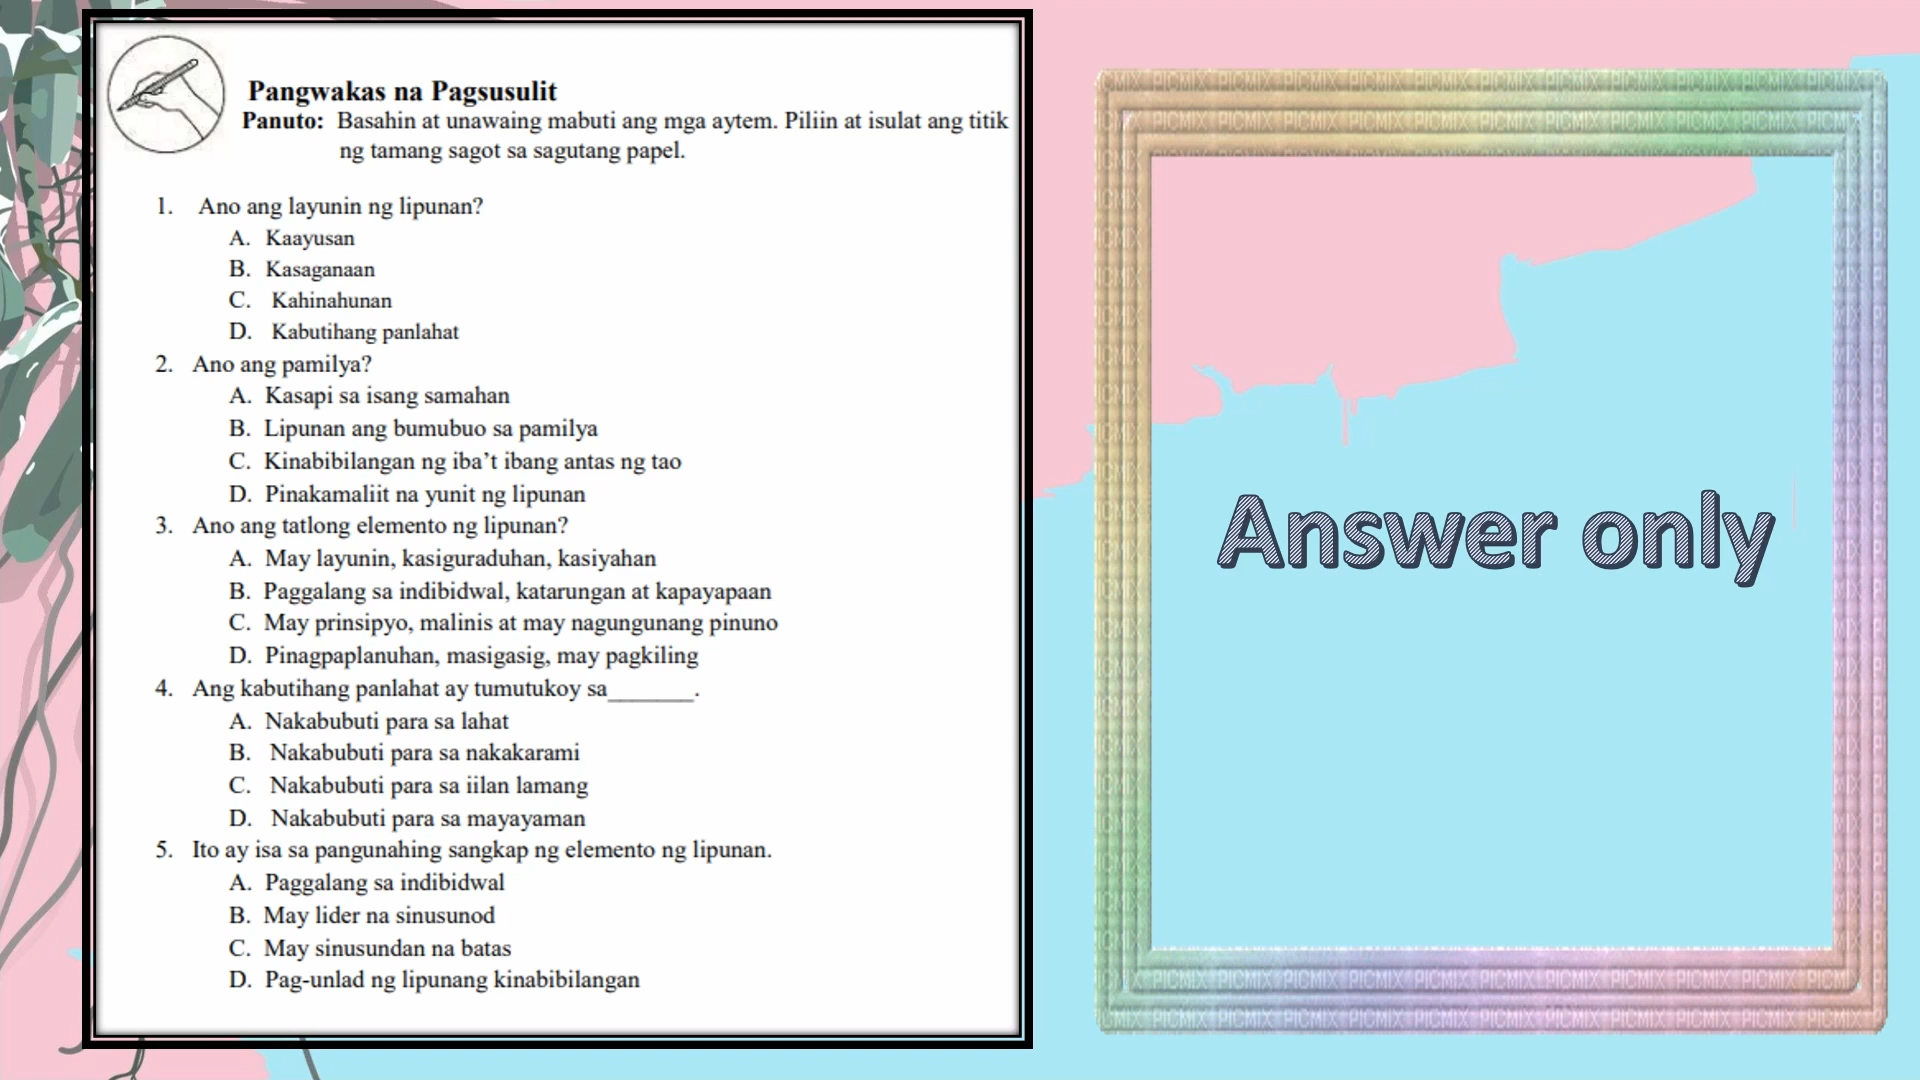 Pangwakas na Pagsusulit
Panuto: Basahin at unawaing mabuti ang mga aytem. Piliin at isulat ang titik
ng tamang sagot sa sagutang papel.
1. Ano ang layunin ng lipunan?
A. Kaayusan
B. Kasaganaan
C. Kahinahunan
D. Kabutihang panlahat
2. Ano ang pamilya?
A. Kasapi sa isang samahan
B. Lipunan ang bumubuo sa pamilya
C. Kinabibilangan ng iba’t ibang antas ng tao
D. Pinakamaliit na yunit ng lipunan
3. Ano ang tatlong elemento ng lipunan?
A. May layunin, kasiguraduhan, kasiyahan
B. Paggalang sa indibidwal, katarungan at kapayapaan
C. May prinsipyo, malinis at may nagungunang pinuno
D. Pinagpaplanuhan, masigasig, may pagkiling
4. Ang kabutihang panlahat ay tumutukoy sa_______.
A. Nakabubuti para sa lahat
B. Nakabubuti para sa nakakarami
C. Nakabubuti para sa iilan lamang
D. Nakabubuti para sa mayayaman
5. Ito ay isa sa pangunahing sangkap ng elemento ng lipunan.
A. Paggalang sa indibidwal
B. May lider na sinusunod
C. May sinusundan na batas
D. Pag-unlad ng lipunang kinabibilangan
Answer only